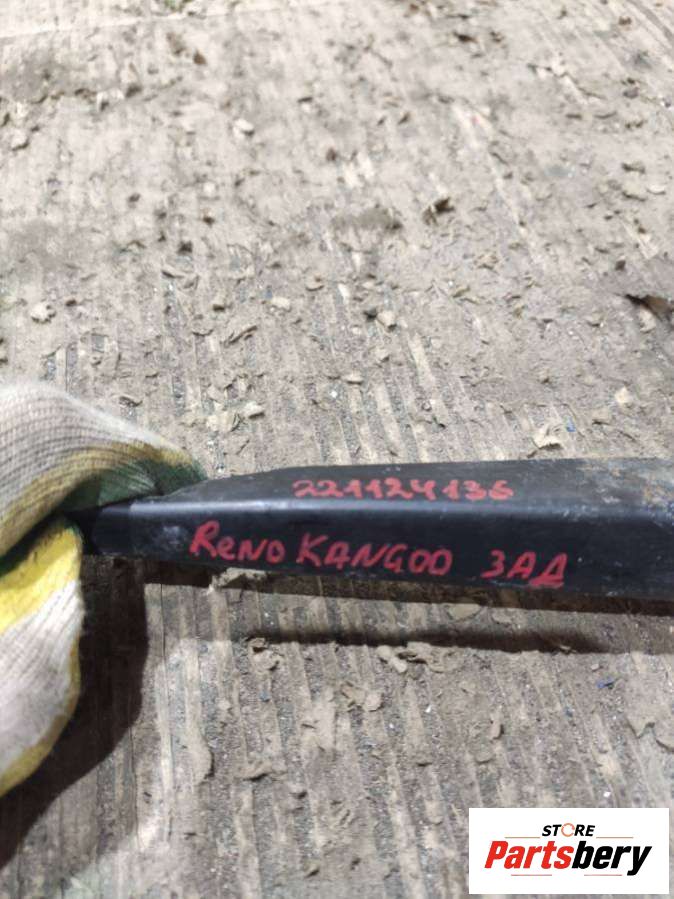 221124136
RENO KANGOO ЗАД
STORE
Partsbery